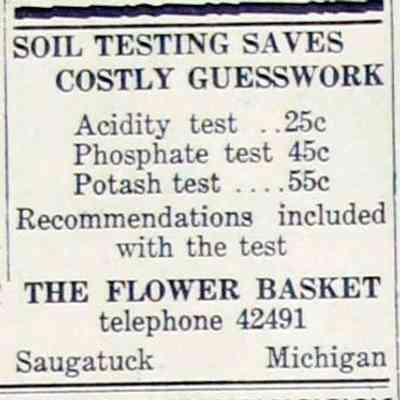 SOIL TESTING SAVES
COSTLY GUESSWORK
Acidity test ..25c
Phosphate test 45c
Potash test ....55c
Recommendations included
with the test
THE FLOWER BASKET
telephone 42491
Saugatuck Michigan